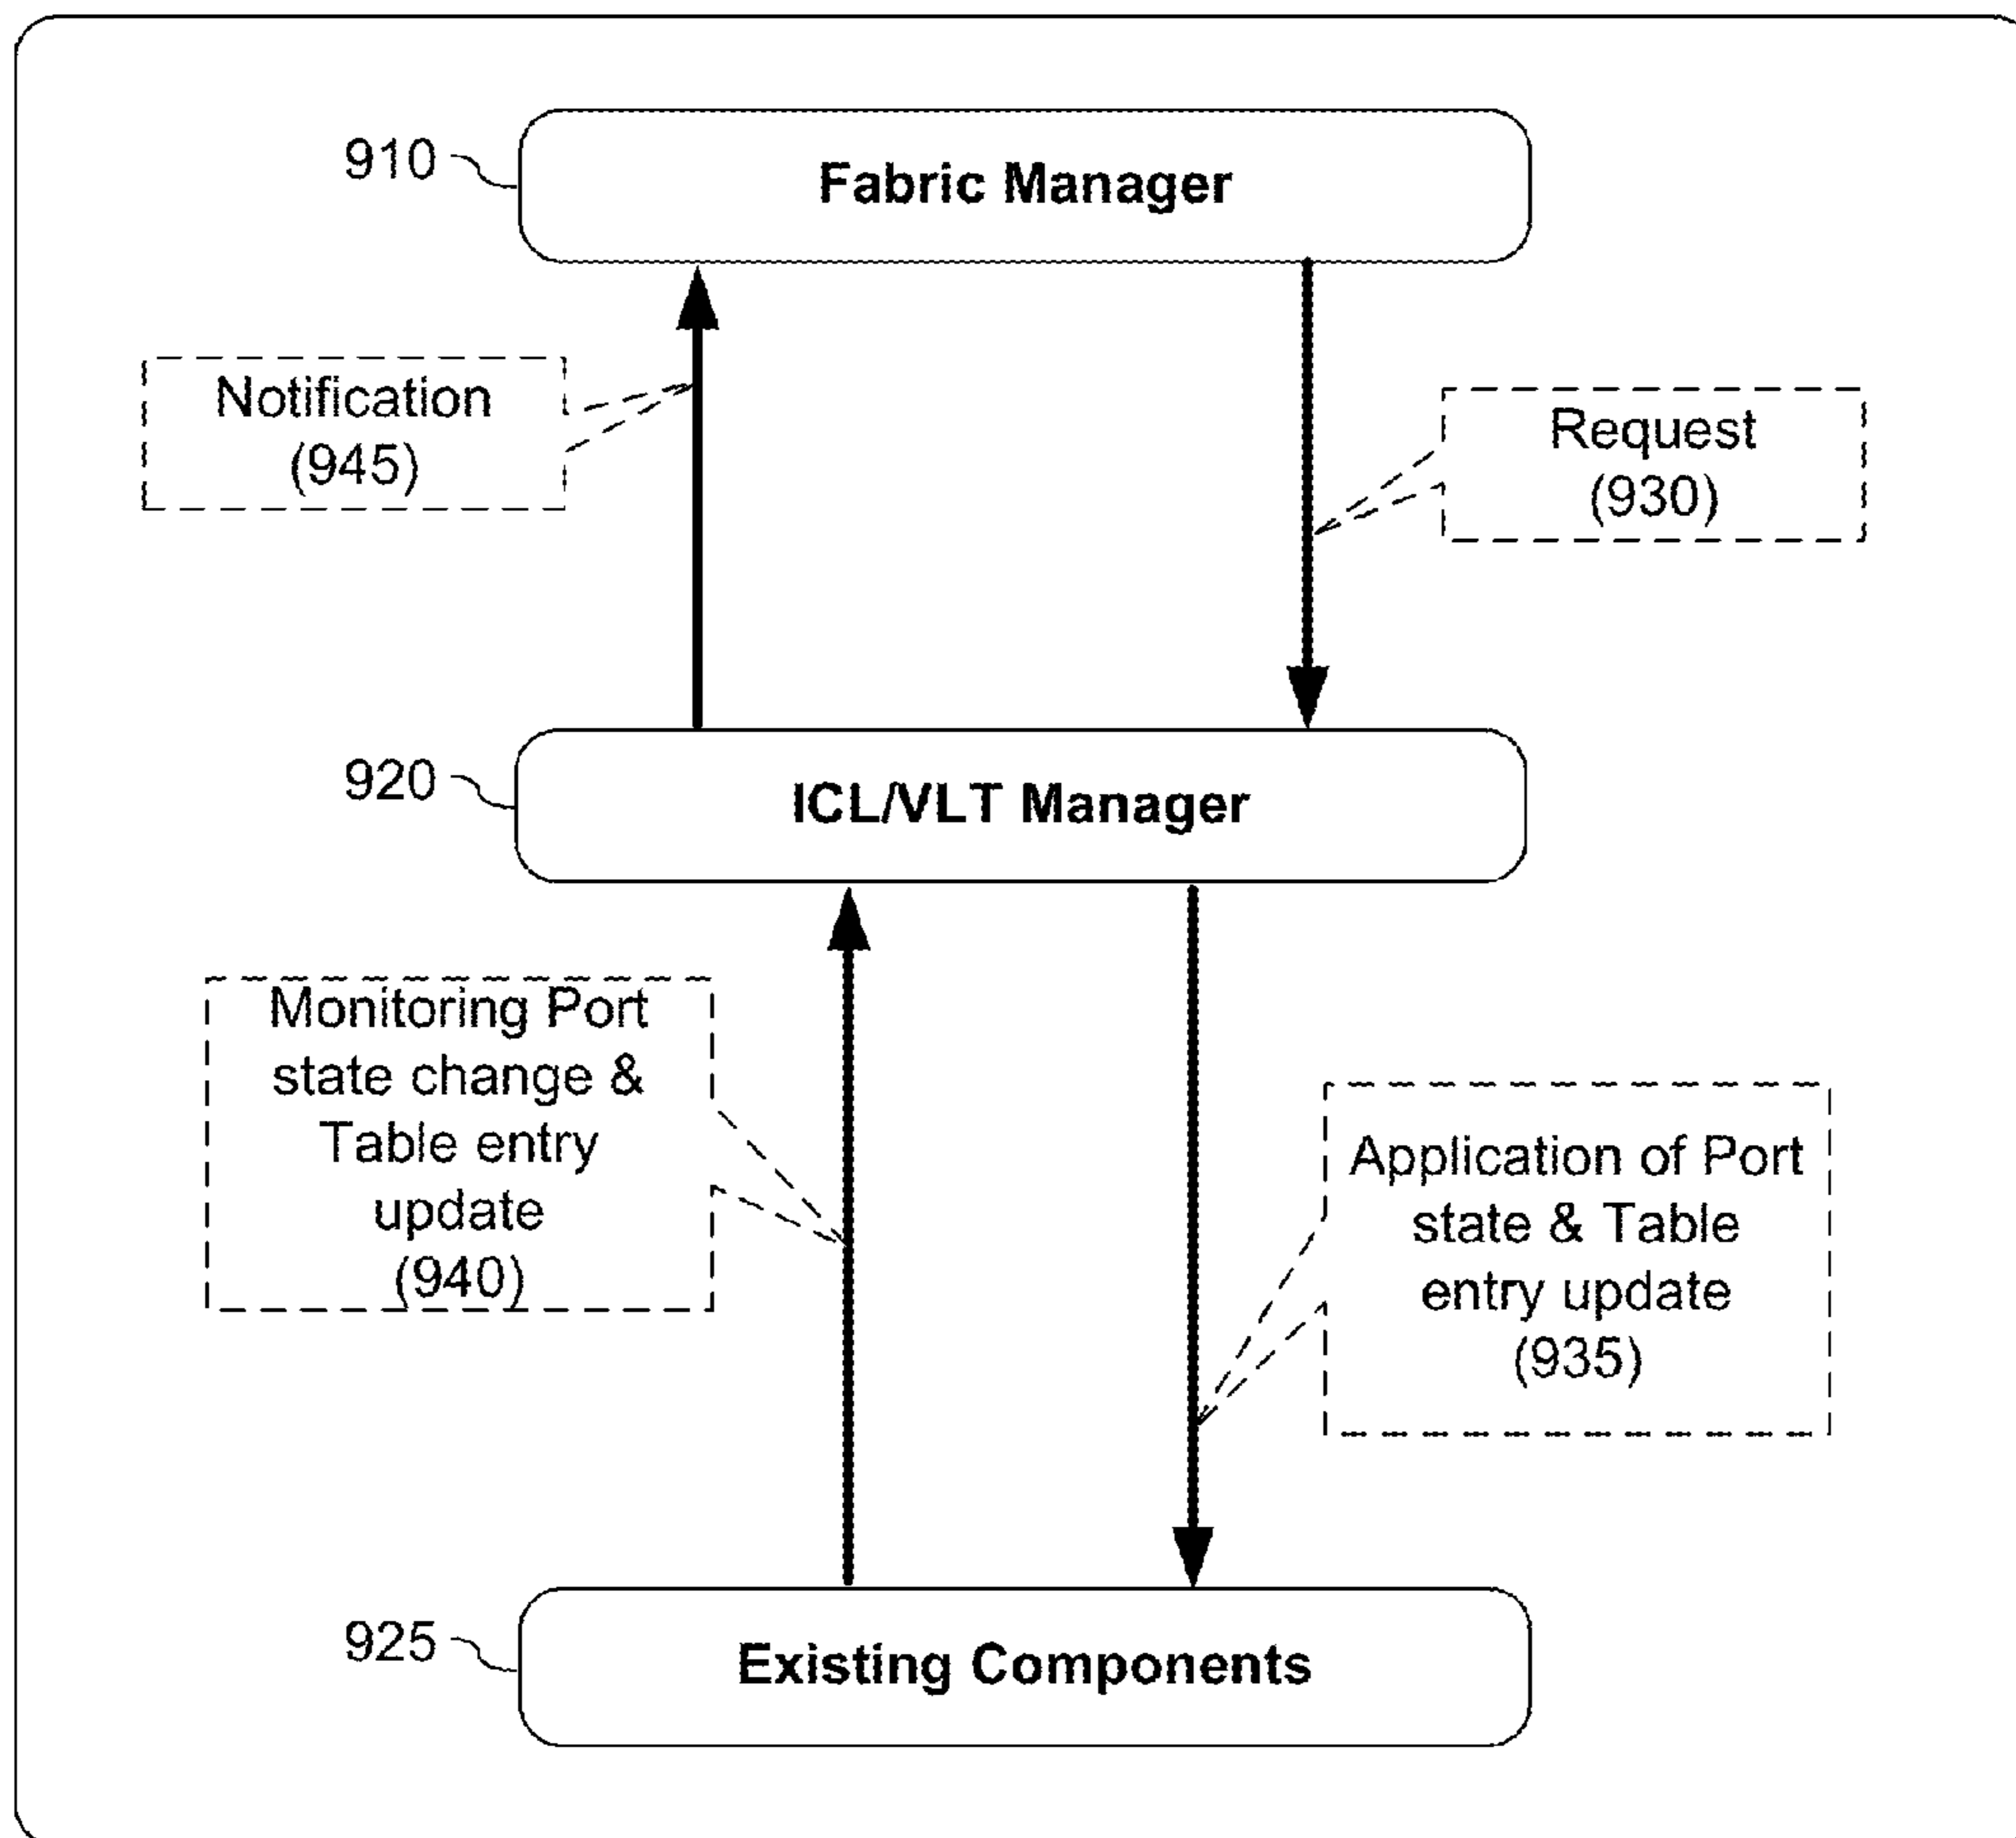 910
Fabric Manager
Notification
(945)
Request
(930)
920
ICL/VLT Manager
Monitoring Port
state change &
Table entry
update
(940)
Application of Port
state & Table
entry update
(935)
925
Existing Components